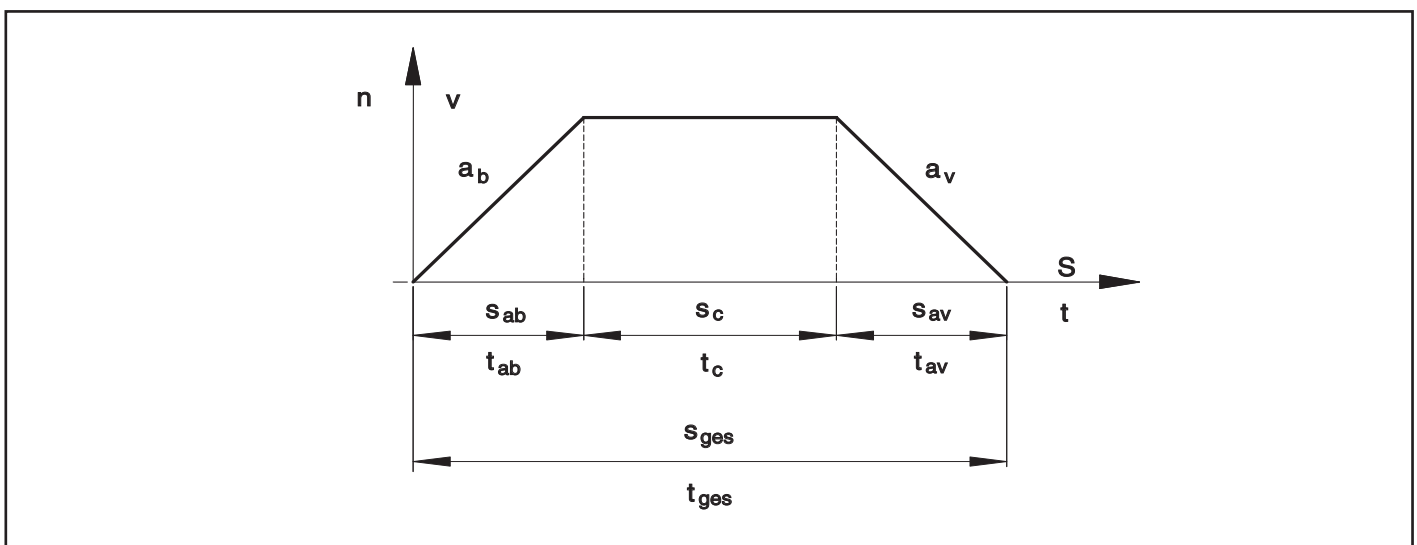 n v
a_b a_v
S
s_ab s_c s_av t
t_ab t_c t_av
s_ges
t_ges